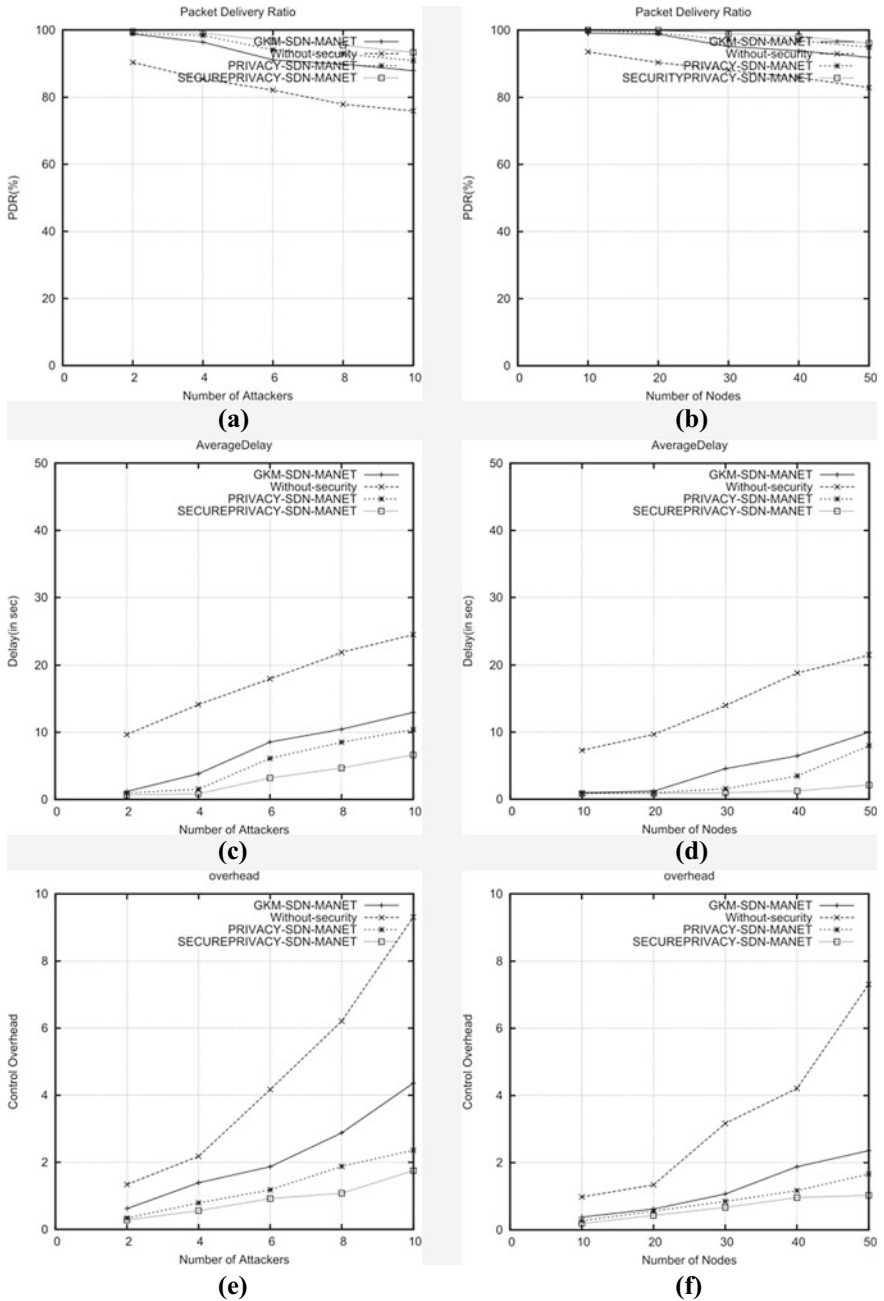 Packet Delivery Ratio
100
80
60
40
20
0
PDR(%)
GKM-SDN-MANET
Without-security
PRIVACY-SDN-MANET
SECUREPRIVACY-SDN-MANET
0 2 4 6 8 10
Number of Attackers
(a)
Packet Delivery Ratio
100
80
60
40
20
0
PDR(%)
GKM-SDN-MANET
Without-security
PRIVACY-SDN-MANET
SECURITYPRIVACY-SDN-MANET
0 10 20 30 40 50
Number of Nodes
(b)
AverageDelay
50
40
30
20
10
0
Delay(in sec)
GKM-SDN-MANET
Without-security
PRIVACY-SDN-MANET
SECUREPRIVACY-SDN-MANET
0 2 4 6 8 10
Number of Attackers
(c)
AverageDelay
50
40
30
20
10
0
Delay(in sec)
GKM-SDN-MANET
Without-security
PRIVACY-SDN-MANET
SECUREPRIVACY-SDN-MANET
0 10 20 30 40 50
Number of Nodes
(d)
overhead
10
8
6
4
2
0
Control Overhead
GKM-SDN-MANET
Without-security
PRIVACY-SDN-MANET
SECUREPRIVACY-SDN-MANET
0 2 4 6 8 10
Number of Attackers
(e)
overhead
10
8
6
4
2
0
Control Overhead
GKM-SDN-MANET
Without-security
PRIVACY-SDN-MANET
SECUREPRIVACY-SDN-MANET
0 10 20 30 40 50
Number of Nodes
(f)